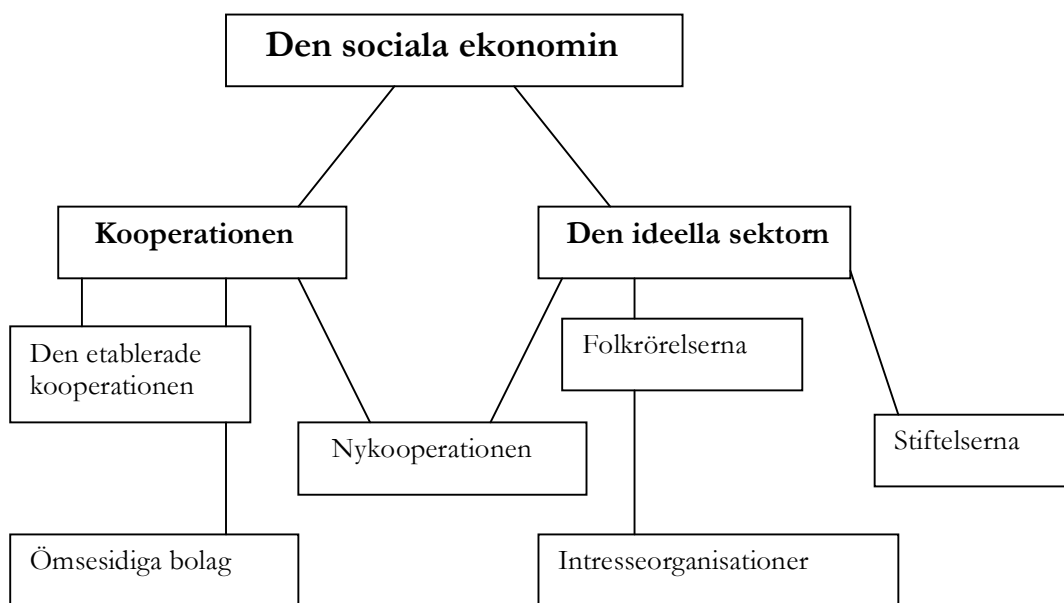 Den sociala ekonomin
Kooperationen
Den ideella sektorn
Den etablerade
kooperationen
Folkrörelserna
Nykooperationen
Stiftelserna
Ömsesidiga bolag
Intresseorganisationer